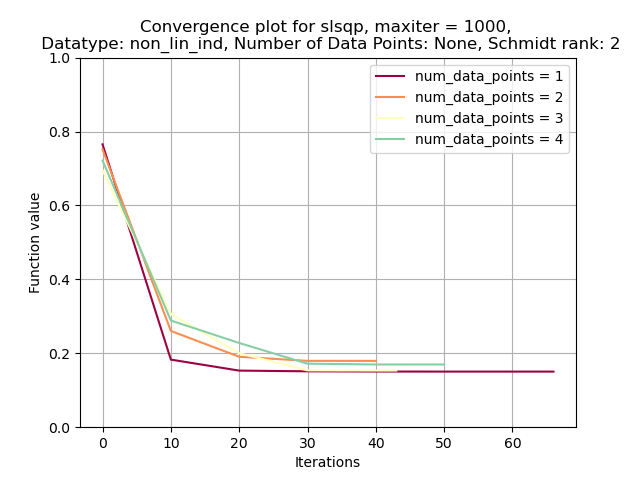 Convergence plot for slsqp, maxiter = 1000,
Datatype: non_lin_ind, Number of Data Points: None, Schmidt rank: 2
1.0
0.8
0.6
0.4
0.2
0.0
Function value
num_data_points = 1
num_data_points = 2
num_data_points = 3
num_data_points = 4
0 10 20 30 40 50 60
Iterations